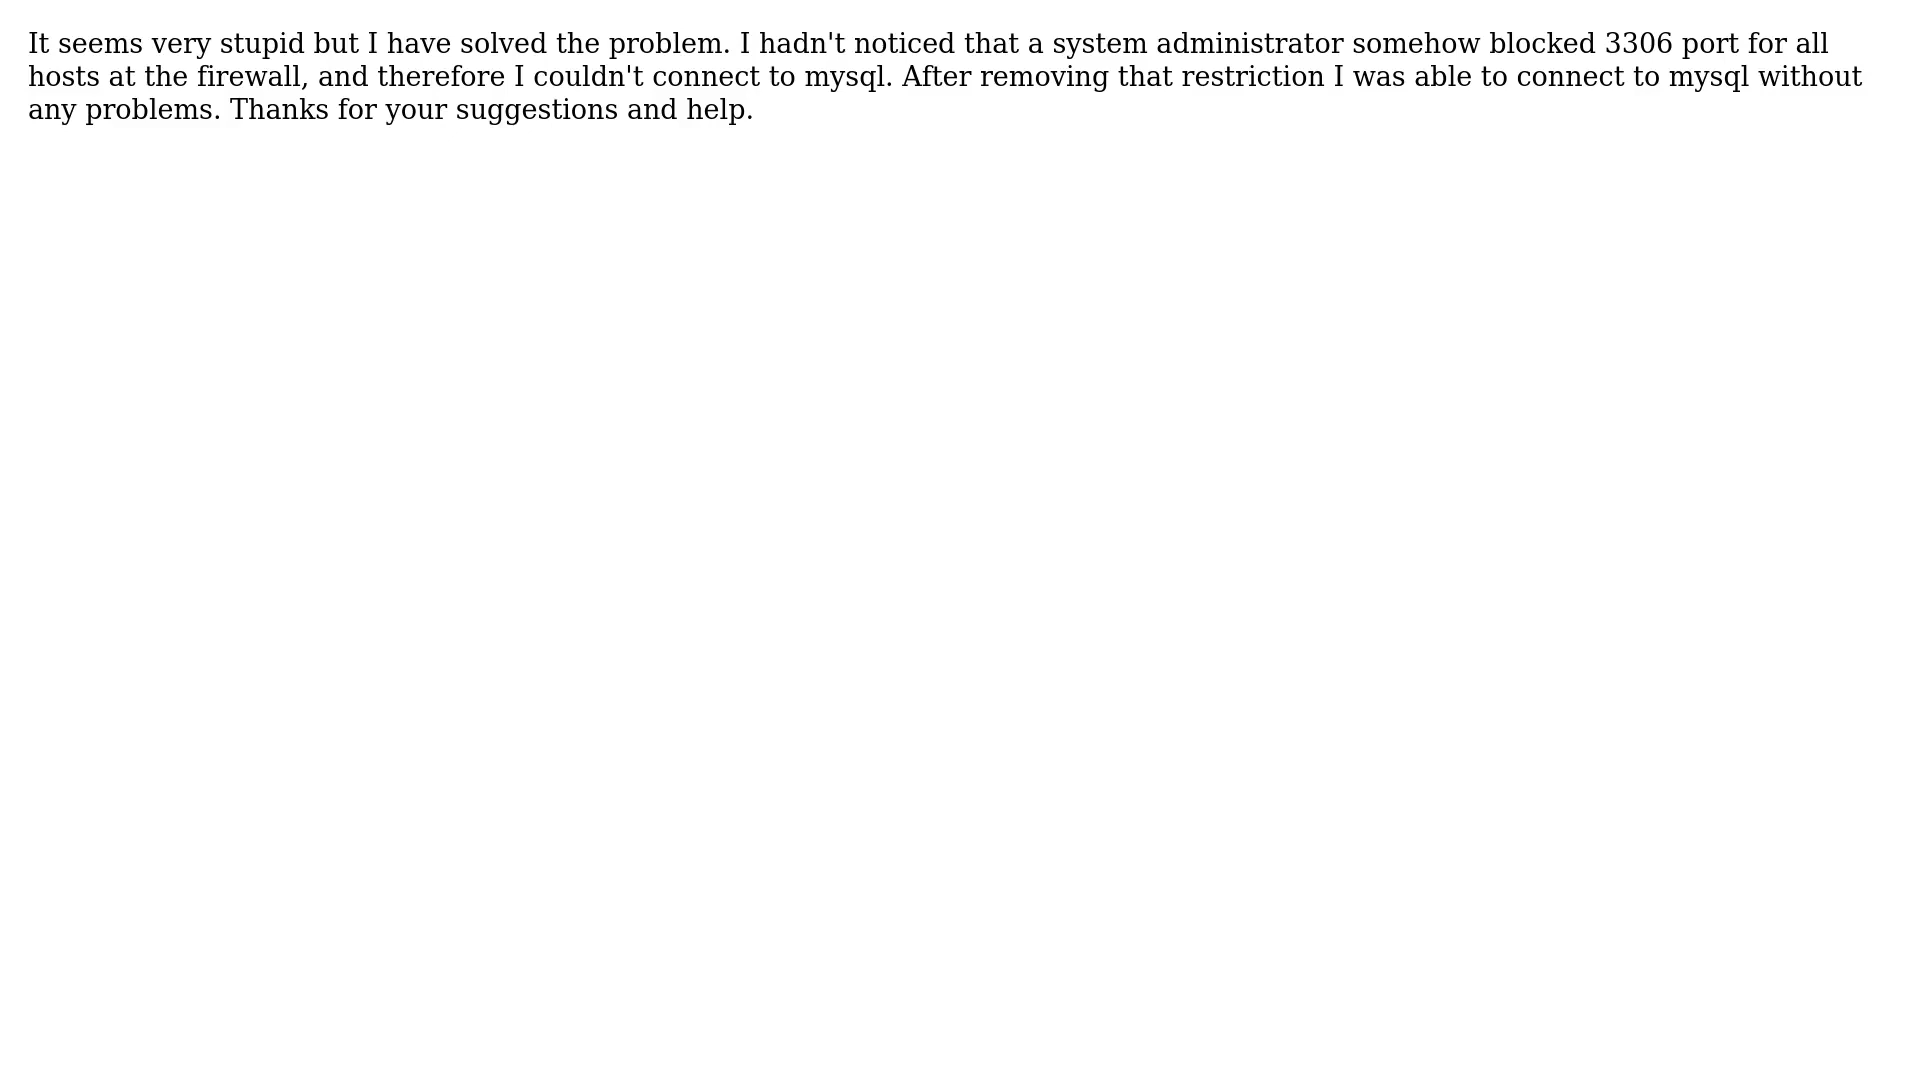 It seems very stupid but I have solved the problem. I hadn't noticed that a system administrator somehow blocked 3306 port for all
hosts at the firewall, and therefore I couldn't connect to mysql. After removing that restriction I was able to connect to mysql without
any problems. Thanks for your suggestions and help.